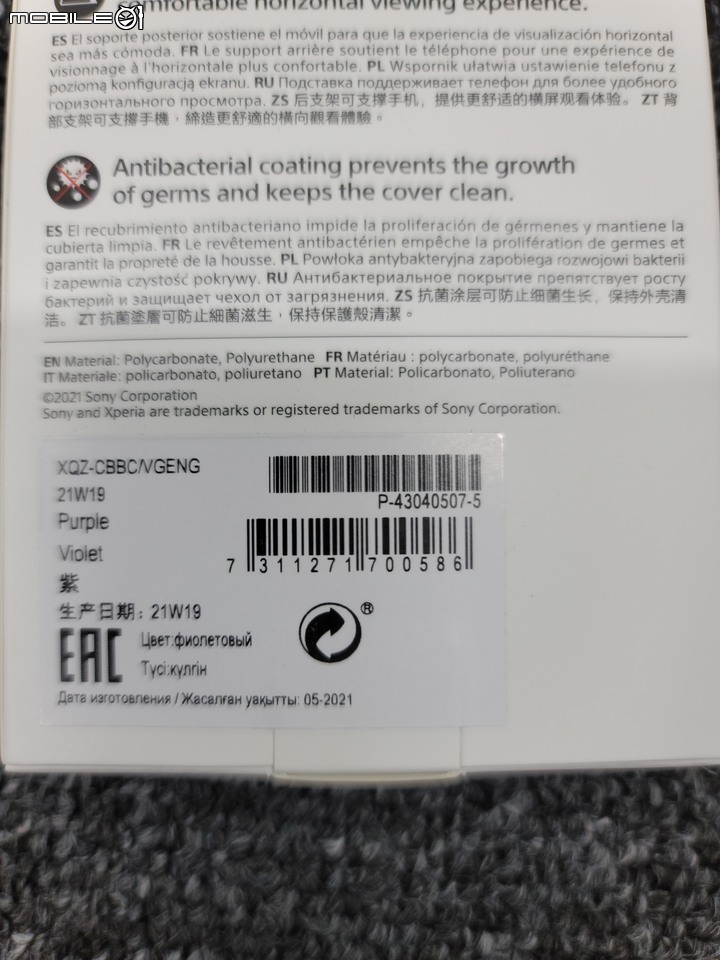 MOBILE01
comfortable horizontal viewing experience.
ES El soporte posterior sostiene el móvil para que la experiencia de visualización horizontal
sea más cómoda. FR Le support arrière soutient le téléphone pour une expérience de
visionnage à l'horizontale plus confortable. PL Wspornik ułatwia ustawienie telefonu z
poziomą konfiguracją ekranu. RU Подставка поддерживает телефон для более удобного
горизонтального просмотра. ZS 后支架可支撑手机，提供更舒适的横屏观看体验。 ZT 背
部支架可支撐手機，締造更舒適的橫向觀看體驗。
Antibacterial coating prevents the growth
of germs and keeps the cover clean.
ES El recubrimiento antibacteriano impide la proliferación de gérmenes y mantiene la
cubierta limpia. FR Le revêtement antibactérien empêche la prolifération de germes et
garantit la propreté de la housse. PL Powłoka antybakteryjna zapobiega rozwojowi bakterii
i zapewnia czystość pokrywy. RU Антибактериальное покрытие препятствует росту
бактерий и защищает чехол от загрязнения. ZS 抗菌涂层可防止细菌生长，保持外壳清
洁。 ZT 抗菌塗層可防止細菌滋生，保持保護殼清潔。
EN Material: Polycarbonate, Polyurethane FR Matériau : polycarbonate, polyuréthane
IT Materiale: policarbonato, poliuretano PT Material: Policarbonato, Poliuterano
©2021 Sony Corporation
Sony and Xperia are trademarks or registered trademarks of Sony Corporation.
XQZ-CBBC/VGENG
21W19
P-43040507-5
Purple
Violet
7 311271 700586
紫
生产日期：21W19
®
EAC
Цвет:фиолетовый
Түсі:күлгін
Дата изготовления / Жасалған уақытты: 05-2021